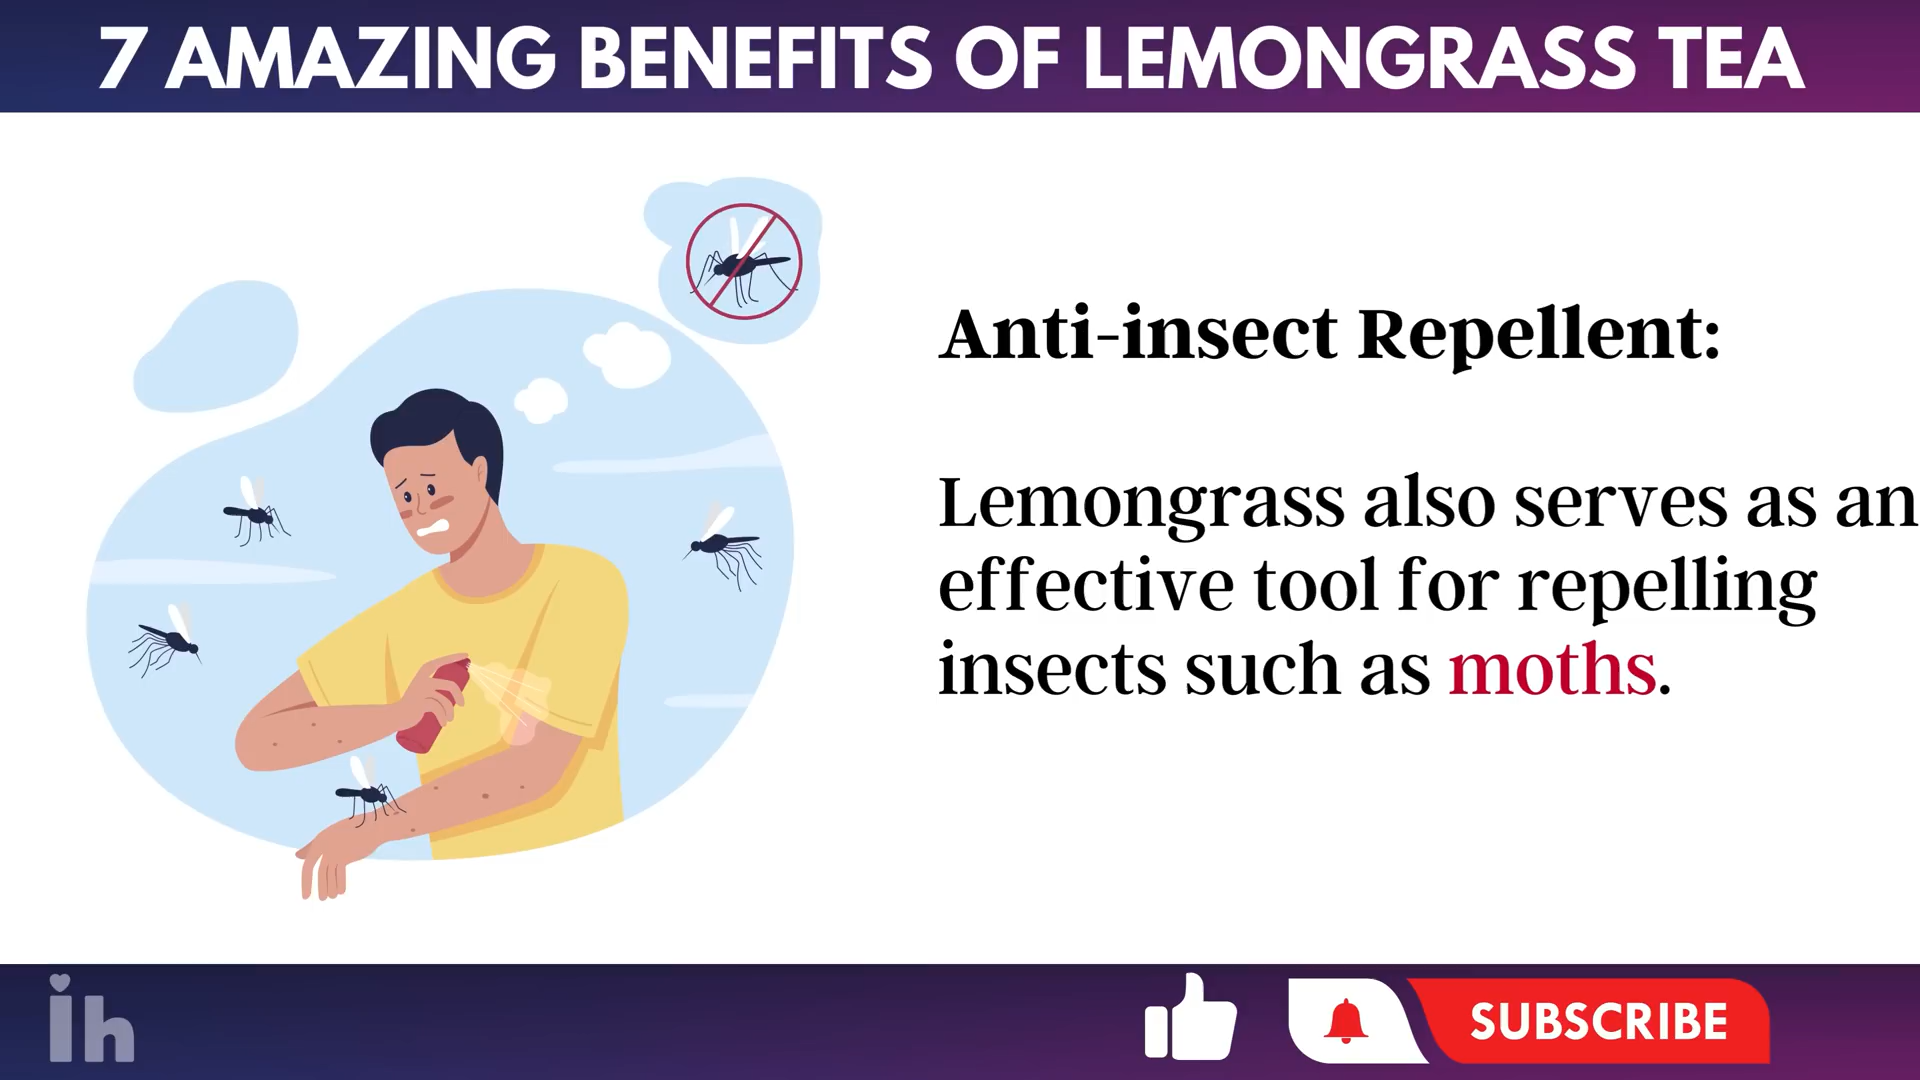 7 AMAZING BENEFITS OF LEMONGRASS TEA
Anti-insect Repellent:
Lemongrass also serves as an
effective tool for repelling
insects such as moths.
ih
SUBSCRIBE